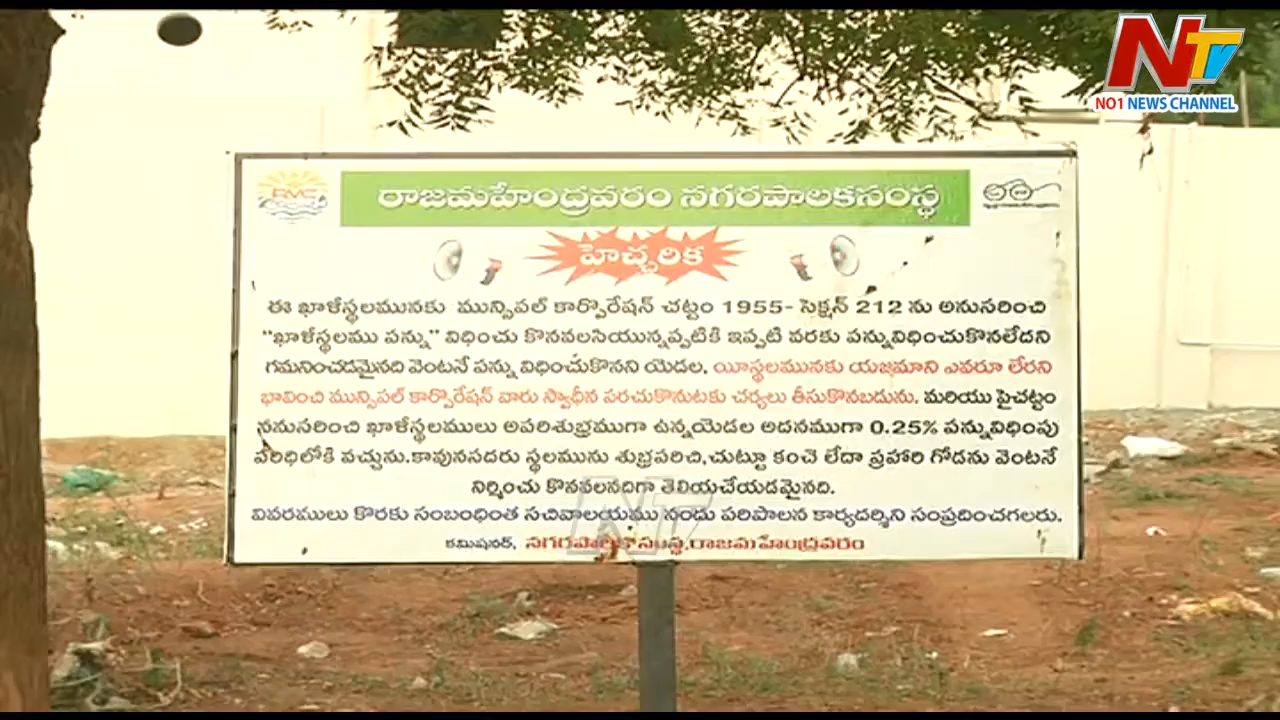 NTV
NO1 NEWS CHANNEL
RMC
రాజమహేంద్రవరం నగరపాలకసంస్థ
హెచ్చరిక
ఈ ఖాళీస్థలమునకు మున్సిపల్ కార్పొరేషన్ చట్టం 1955- సెక్షన్ 212 ను అనుసరించి
"ఖాళీస్థలము పన్ను" విధించు కొనవలసియున్నప్పటికి ఇప్పటి వరకు పన్నువిధించుకొనలేదని
గమనించడమైనది వెంటనే పన్ను విధించుకొనని యెడల, యీస్థలమునకు యజమాని ఎవరూ లేరని
భావించి మున్సిపల్ కార్పొరేషన్ వారు స్వాధీన పరచుకొనుటకు చర్యలు తీసుకొనబడును. మరియు పైచట్టం
ననుసరించి ఖాళీస్థలములు అపరిశుభ్రముగా ఉన్నయెడల అదనముగా 0.25% పన్నువిధింపు
పరిధిలోకి వచ్చును.కావునసదరు స్థలమును శుభ్రపరిచి,చుట్టూ కంచె లేదా ప్రహారి గోడను వెంటనే
నిర్మించు కొనవలనదిగా తెలియచేయడమైనది.
వివరములు కొరకు సంబంధింత సచివాలయము నందు పరిపాలన కార్యదర్శిని సంప్రదించగలరు.
కమిషనర్, నగరపాలకసంస్థ,రాజమహేంద్రవరం